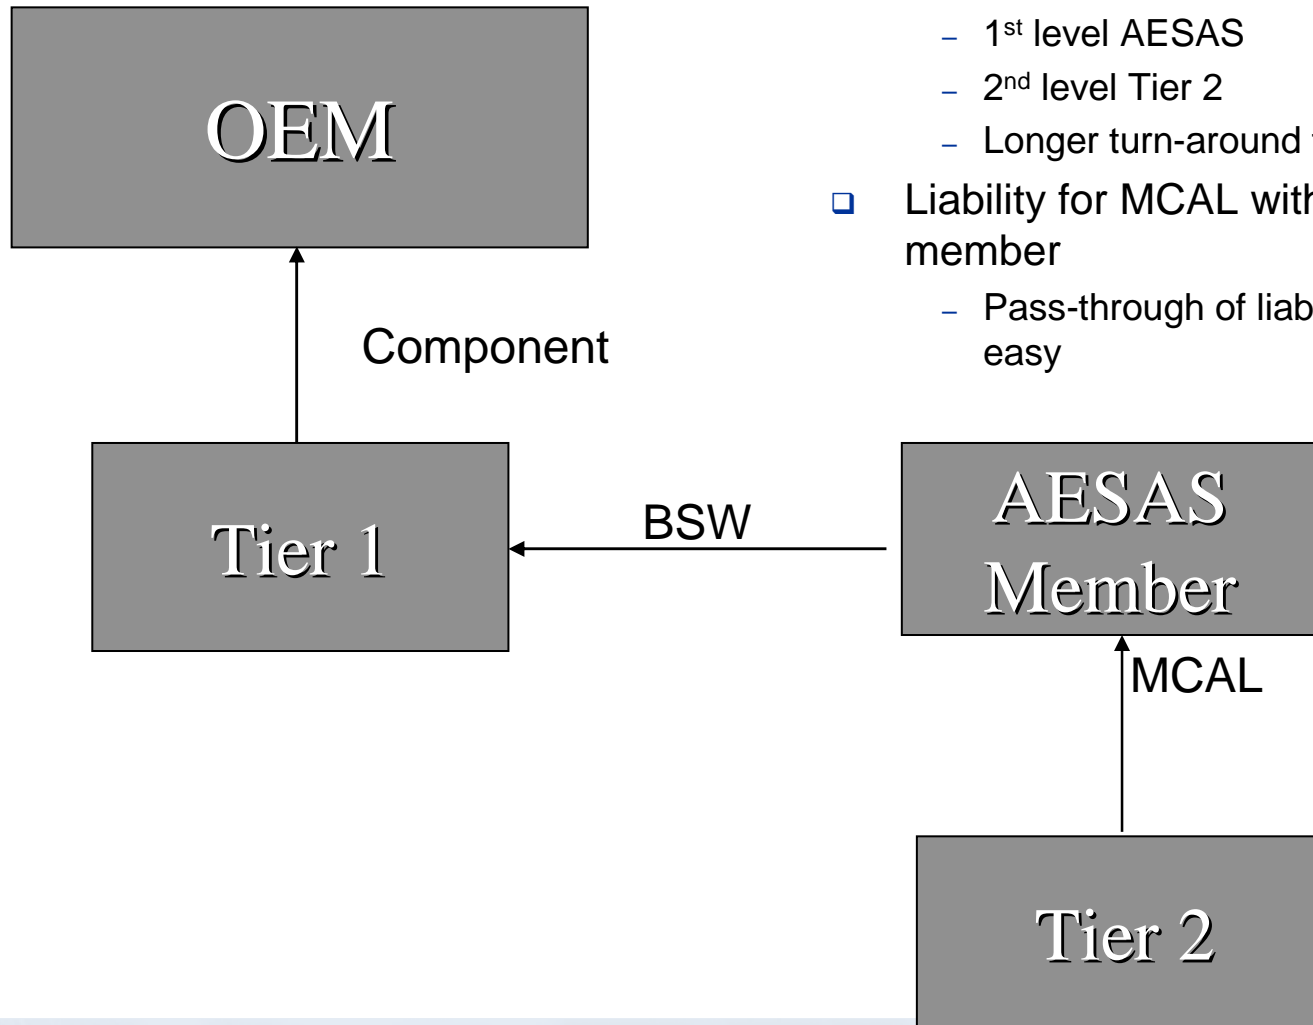 OEM
– 1st level AESAS
– 2nd level Tier 2
– Longer turn-around
❑ Liability for MCAL with
member
– Pass-through of
easy
Component
Tier 1
BSW
AESAS
Member
MCAL
Tier 2